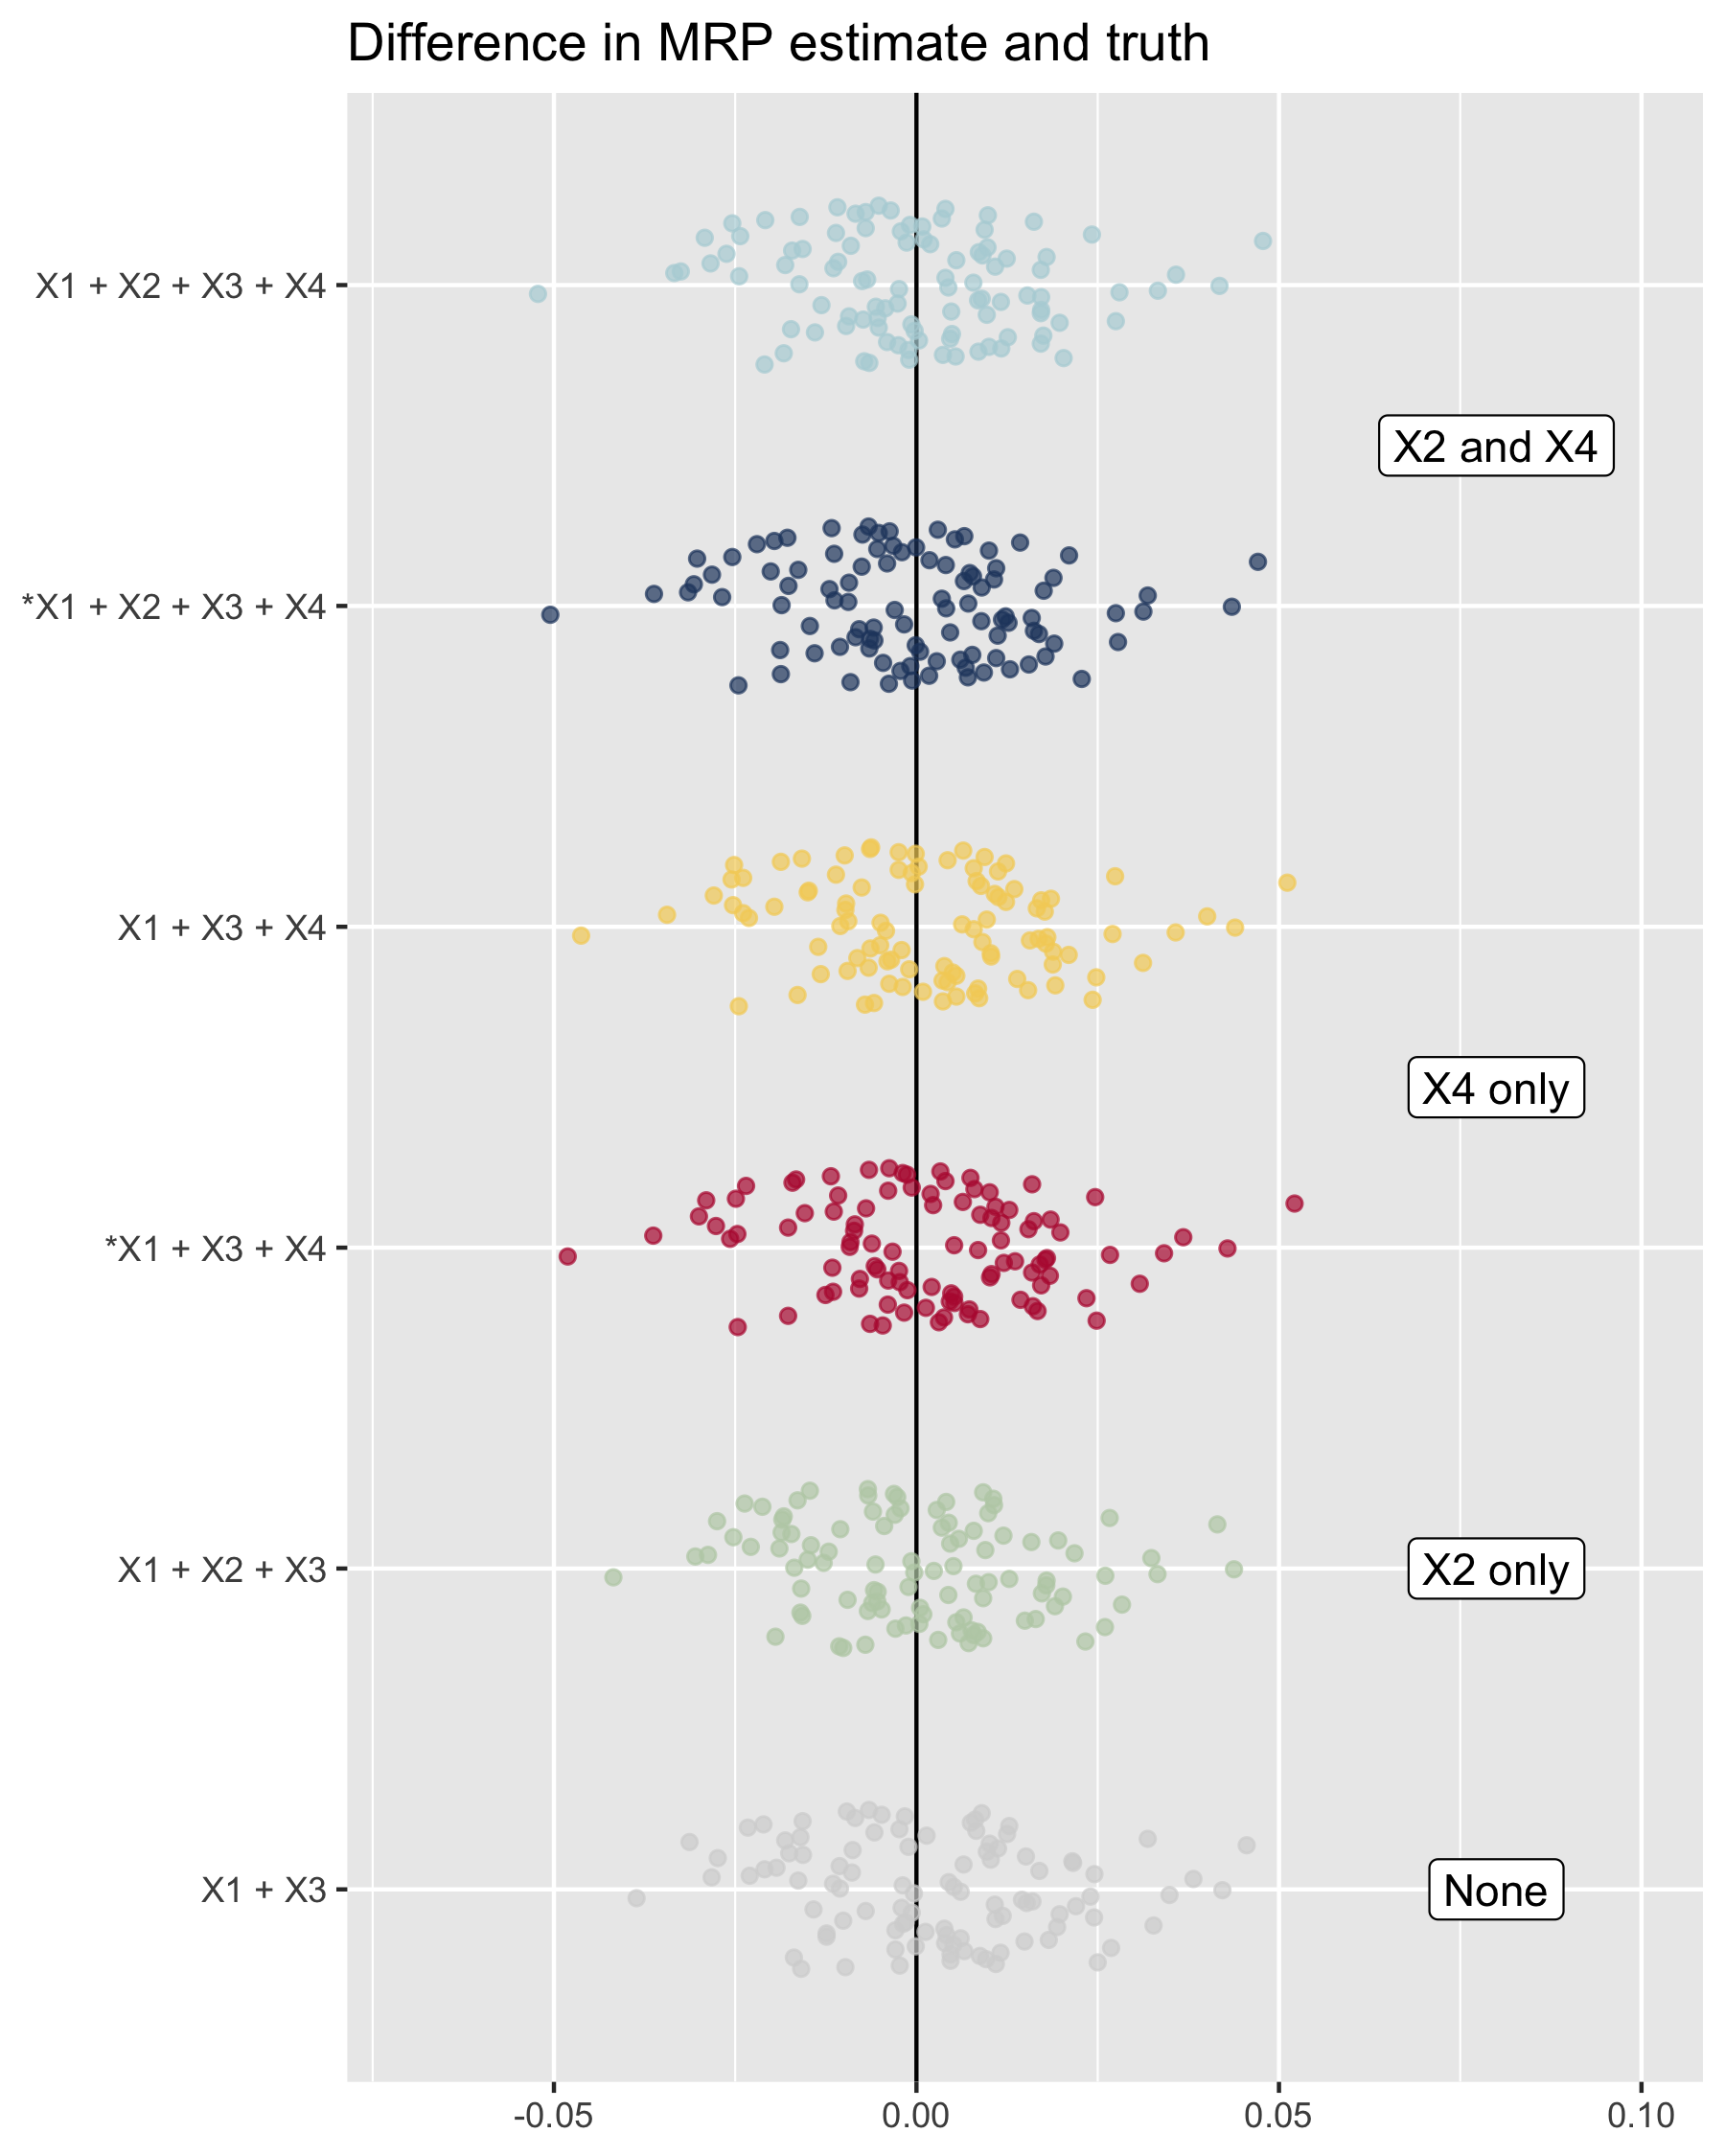 Difference in MRP estimate and truth
X1 + X2 + X3 + X4
X2 and X4
*X1 + X2 + X3 + X4
X1 + X3 + X4
X4 only
*X1 + X3 + X4
X1 + X2 + X3
X2 only
X1 + X3
None
-0.05
0.00
0.05
0.10